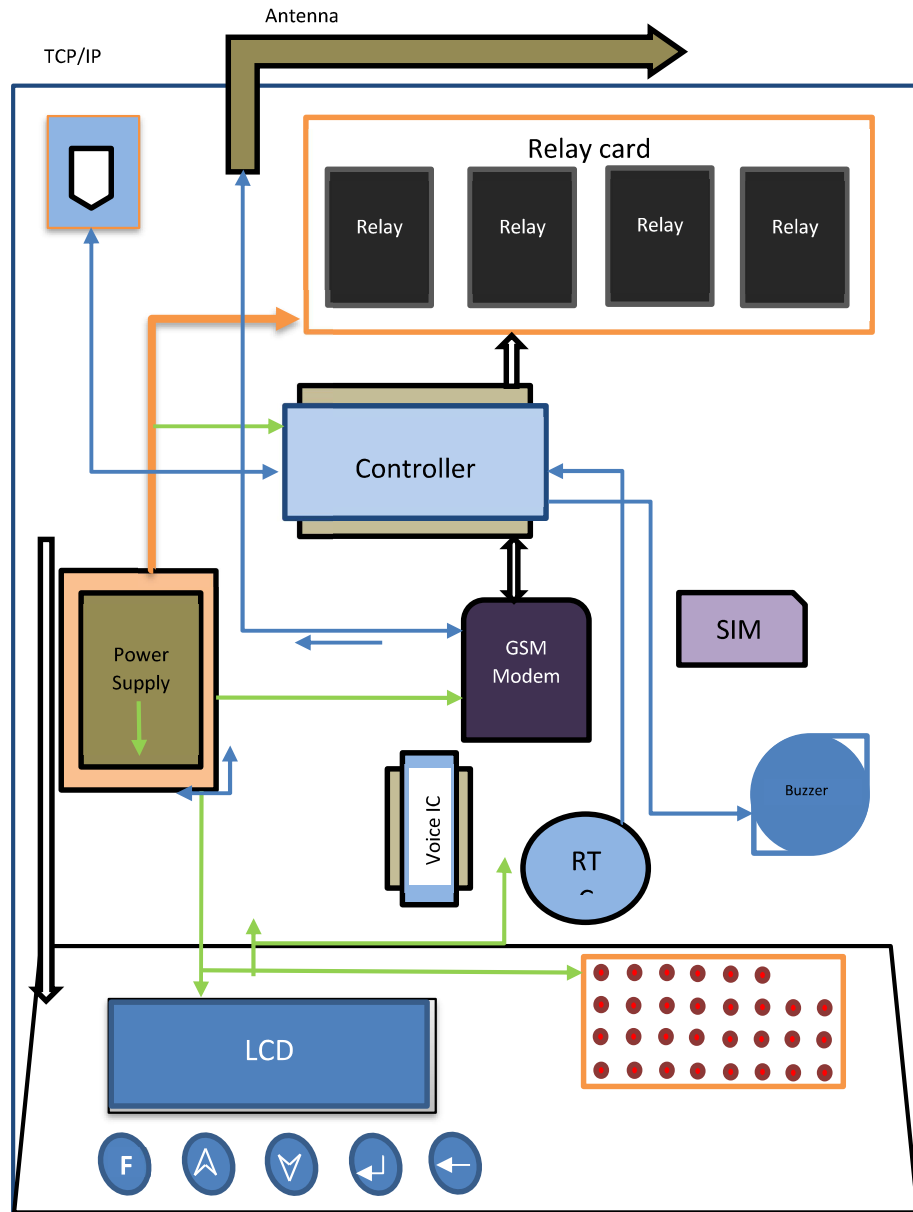 Antenna
TCP/IP
Relay card
Relay
Relay
Relay
Relay
Controller
Power
Supply
GSM
Modem
SIM
Voice IC
Buzzer
RT
LCD
F